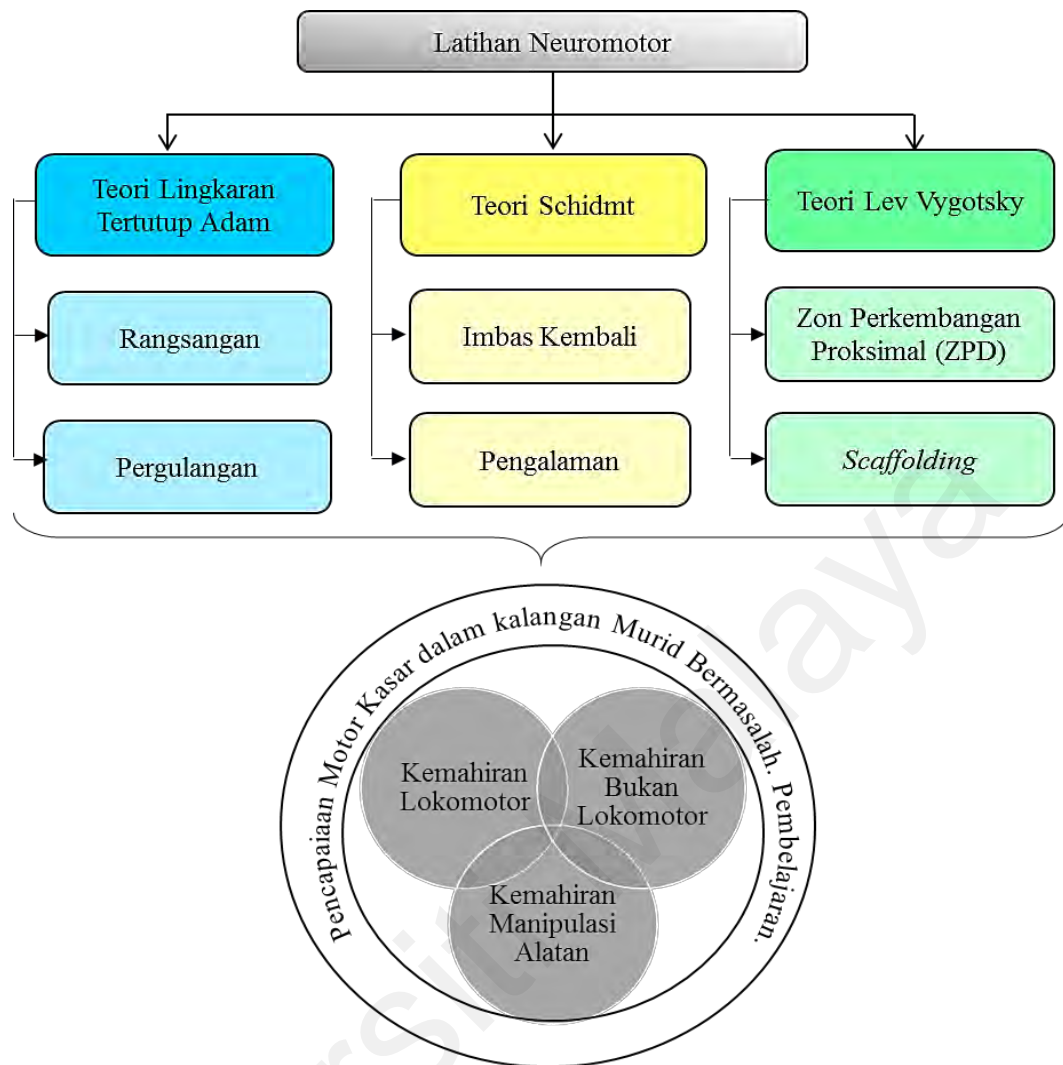 Latihan Neuromotor
Teori Lingkaran
Tertutup Adam
Teori Schidmt
Teori Lev Vygotsky
Rangsangan
Imbas Kembali
Zon Perkembangan
Proksimal (ZPD)
Pergulangan
Pengalaman
Scaffolding
Pencapaiaan Motor Kasar dalam kalangan Murid Bermasalah. Pembelajaran.
Kemahiran
Lokomotor
Kemahiran
Bukan
Lokomotor
Kemahiran
Manipulasi
Alatan